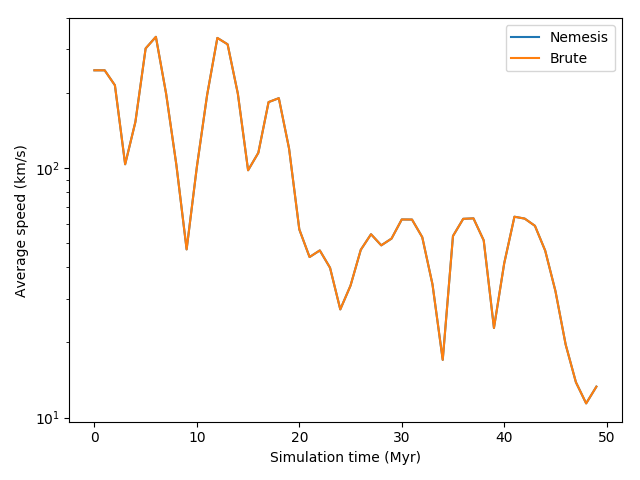 Nemesis
Brute
Average speed (km/s)
10²
10¹
0 10 20 30 40 50
Simulation time (Myr)